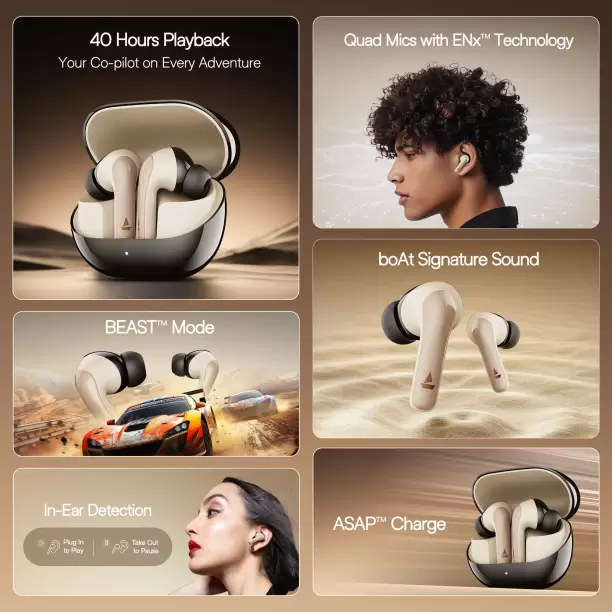 40 Hours Playback
Your Co-pilot on Every Adventure
Quad Mics with ENx™ Technology
boAt Signature Sound
BEAST™ Mode
In-Ear Detection
Plug In
to Play
Take Out
to Pause
ASAP™ Charge